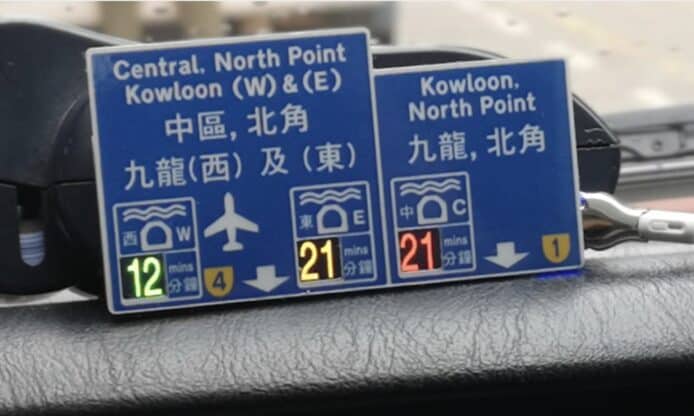 Central, North Point
Kowloon (W) & (E)
中區, 北角
九龍(西) 及 (東)
西 W
12 mins 分鐘
4
東 E
21 mins 分鐘
Kowloon,
North Point
九龍, 北角
中 C
21 mins 分鐘
1